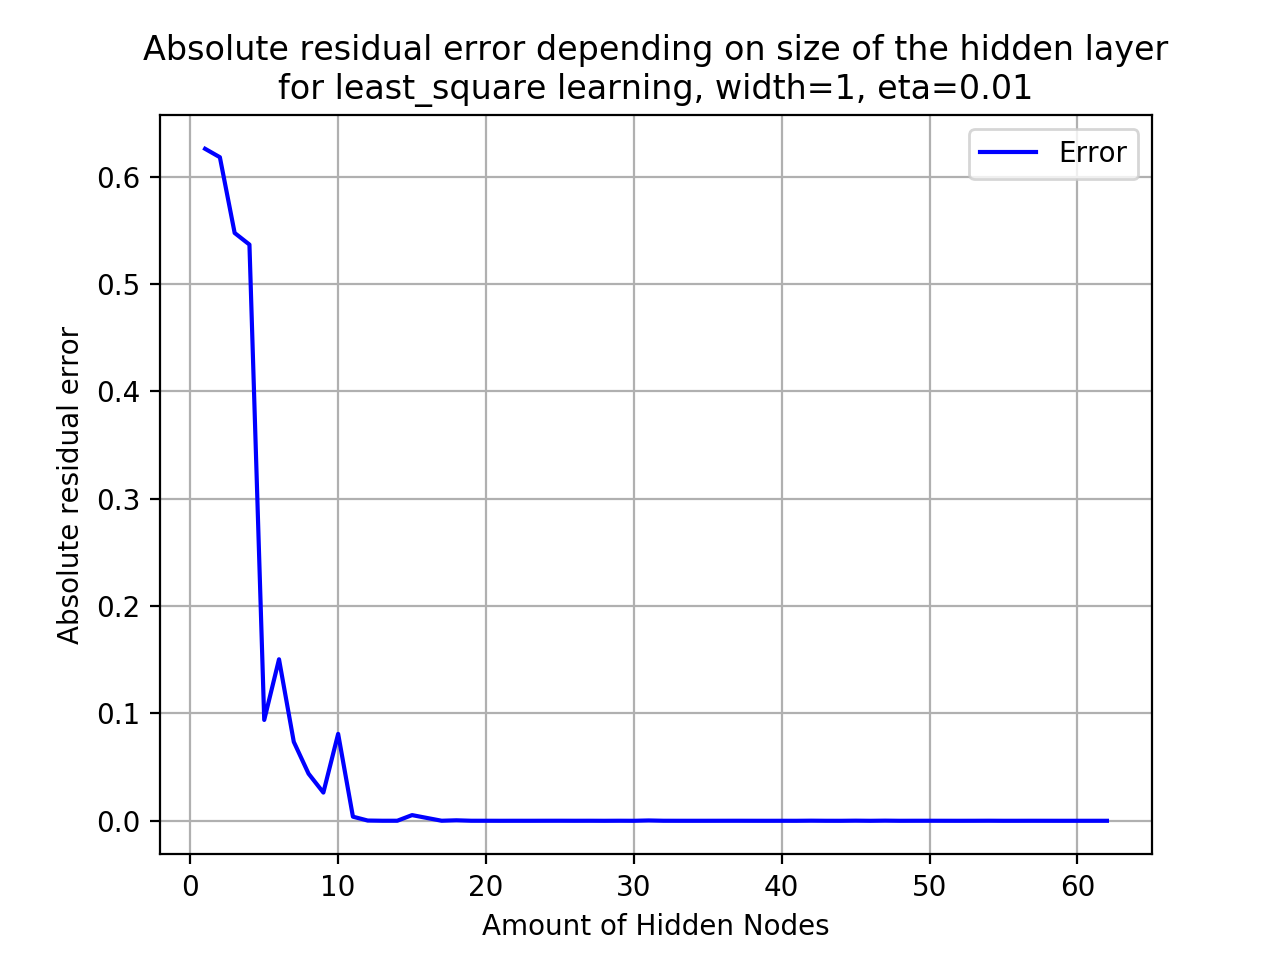 Absolute residual error depending on size of the hidden layer
for least_square learning, width=1, eta=0.01
Error
0.6
0.5
0.4
0.3
0.2
0.1
0.0
Absolute residual error
0 10 20 30 40 50 60
Amount of Hidden Nodes